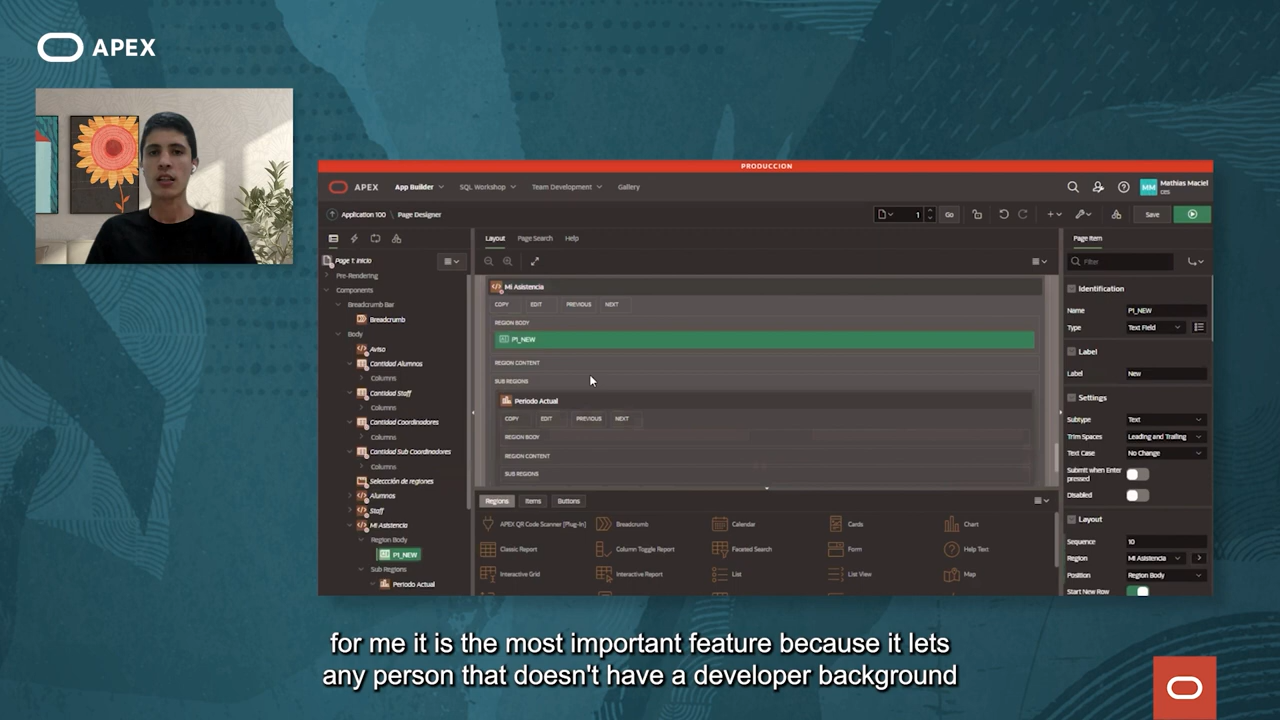 APEX
PRODUCCION
APEX
App Builder
SQL Workshop
Team Development
Gallery
MM
Mathias Maciel
Application 100 \ Page Designer
1
Go
Save
Layout
Page Search
Help
Page Item
Filter
Page 1: Inicio
Pre-Rendering
Components
Breadcrumb Bar
Breadcrumb
Body
Aviso
Cantidad Alumnos
Columns
Cantidad Staff
Columns
Cantidad Coordinadores
Columns
Cantidad Sub Coordinadores
Columns
Seleccción de regiones
Alumnos
Staff
Mi Asistencia
Region Body
P1_NEW
Sub Regions
Periodo Actual
Mi Asistencia
COPY EDIT PREVIOUS NEXT
REGION BODY
P1_NEW
REGION CONTENT
SUB REGIONS
Periodo Actual
COPY EDIT PREVIOUS NEXT
REGION BODY
REGION CONTENT
SUB REGIONS
Regions Items Buttons
APEX QR Code Scanner [Plug-In] Breadcrumb Calendar Cards Chart
Classic Report Column Toggle Report Faceted Search Form Help Text
Interactive Grid Interactive Report List List View Map
Identification
Name P1_NEW
Type Text Field
Label
Label New
Settings
Subtype Text
Trim Spaces Leading and Trailing
Text Case No Change
Submit when Enter
pressed
Disabled
Layout
Sequence 10
Region Mi Asistencia
Position Region Body
Start New Row
for me it is the most important feature because it lets
any person that doesn't have a developer background